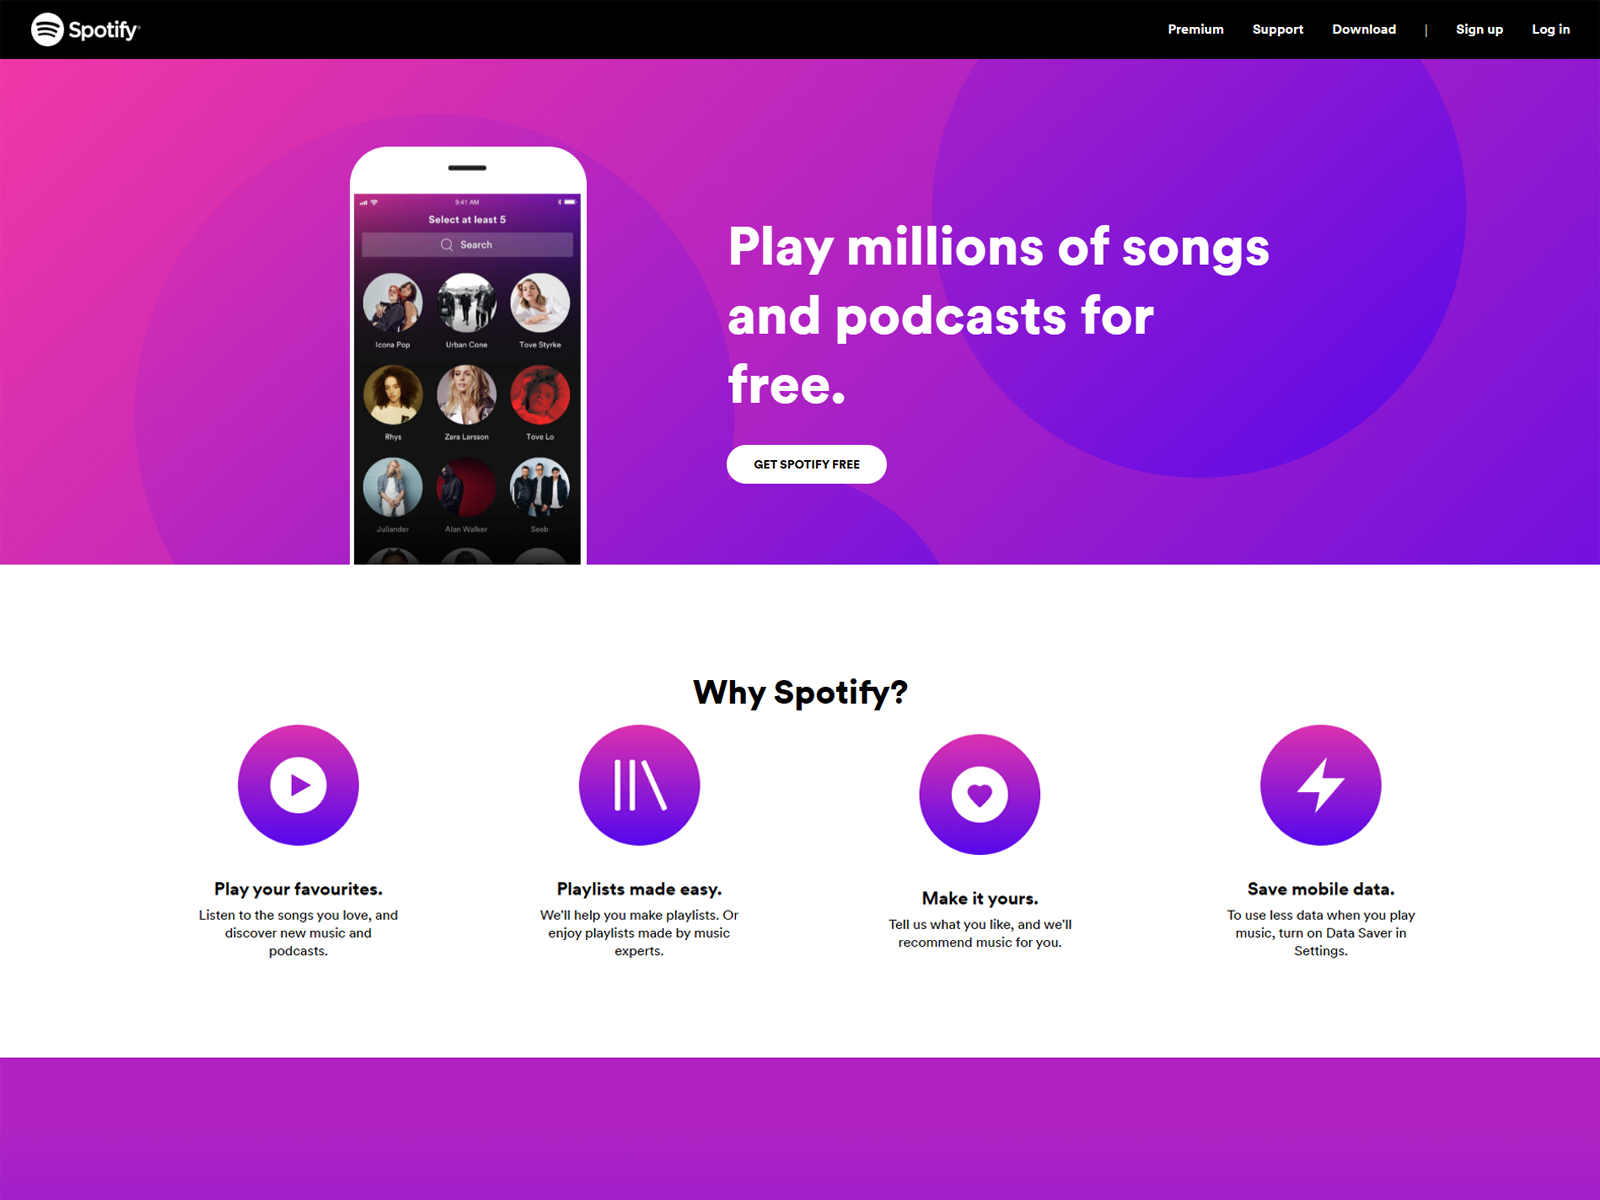 Spotify
Premium
Support
Download
|
Sign up
Log in
9:41 AM
Select at least 5
Search
Icona Pop
Urban Cone
Tove Styrke
Rhys
Zara Larsson
Tove Lo
Juliander
Alan Walker
Seeb
Play millions of songs
and podcasts for
free.
GET SPOTIFY FREE
Why Spotify?
Play your favourites.
Listen to the songs you love, and
discover new music and
podcasts.
Playlists made easy.
We'll help you make playlists. Or
enjoy playlists made by music
experts.
Make it yours.
Tell us what you like, and we'll
recommend music for you.
Save mobile data.
To use less data when you play
music, turn on Data Saver in
Settings.